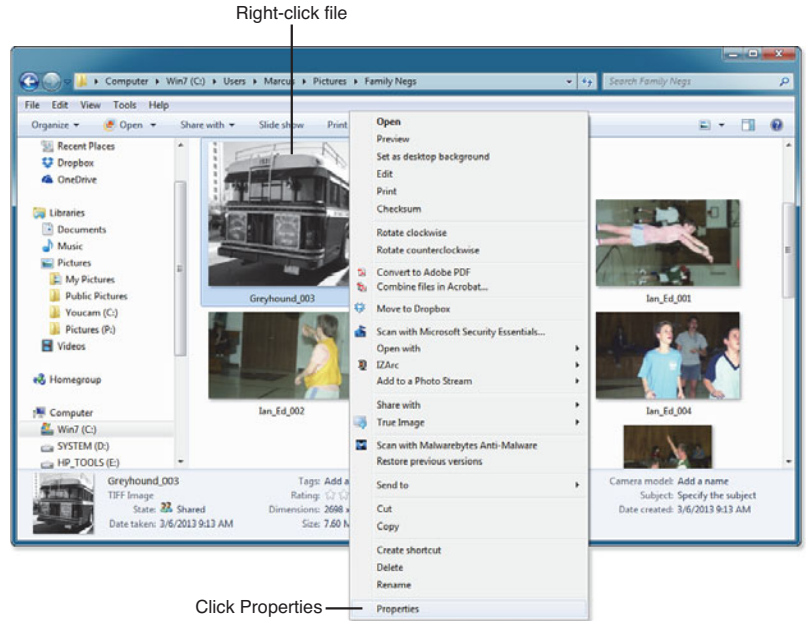 Right-click file
Computer ▸ Win7 (C:) ▸ Users ▸ Marcus ▸ Pictures ▸ Family Negs
Search Family Negs
File Edit View Tools Help
Organize Open Share with Slide show Print
Recent Places
Dropbox
OneDrive
Libraries
Documents
Music
Pictures
My Pictures
Public Pictures
Youcam (C:)
Pictures (P:)
Videos
Homegroup
Computer
Win7 (C:)
SYSTEM (D:)
HP_TOOLS (E:)
Greyhound_003
Ian_Ed_002
Open
Preview
Set as desktop background
Edit
Print
Checksum
Rotate clockwise
Rotate counterclockwise
Convert to Adobe PDF
Combine files in Acrobat...
Move to Dropbox
Scan with Microsoft Security Essentials...
Open with
IZArc
Add to a Photo Stream
Share with
True Image
Scan with Malwarebytes Anti-Malware
Restore previous versions
Send to
Cut
Copy
Create shortcut
Delete
Rename
Properties
Ian_Ed_001
Ian_Ed_004
Greyhound_003
TIFF Image
State: Shared
Date taken: 3/6/2013 9:13 AM
Tags: Add a
Rating:
Dimensions: 2698 x
Size: 7.60 M
Camera model: Add a name
Subject: Specify the subject
Date created: 3/6/2013 9:13 AM
Click Properties